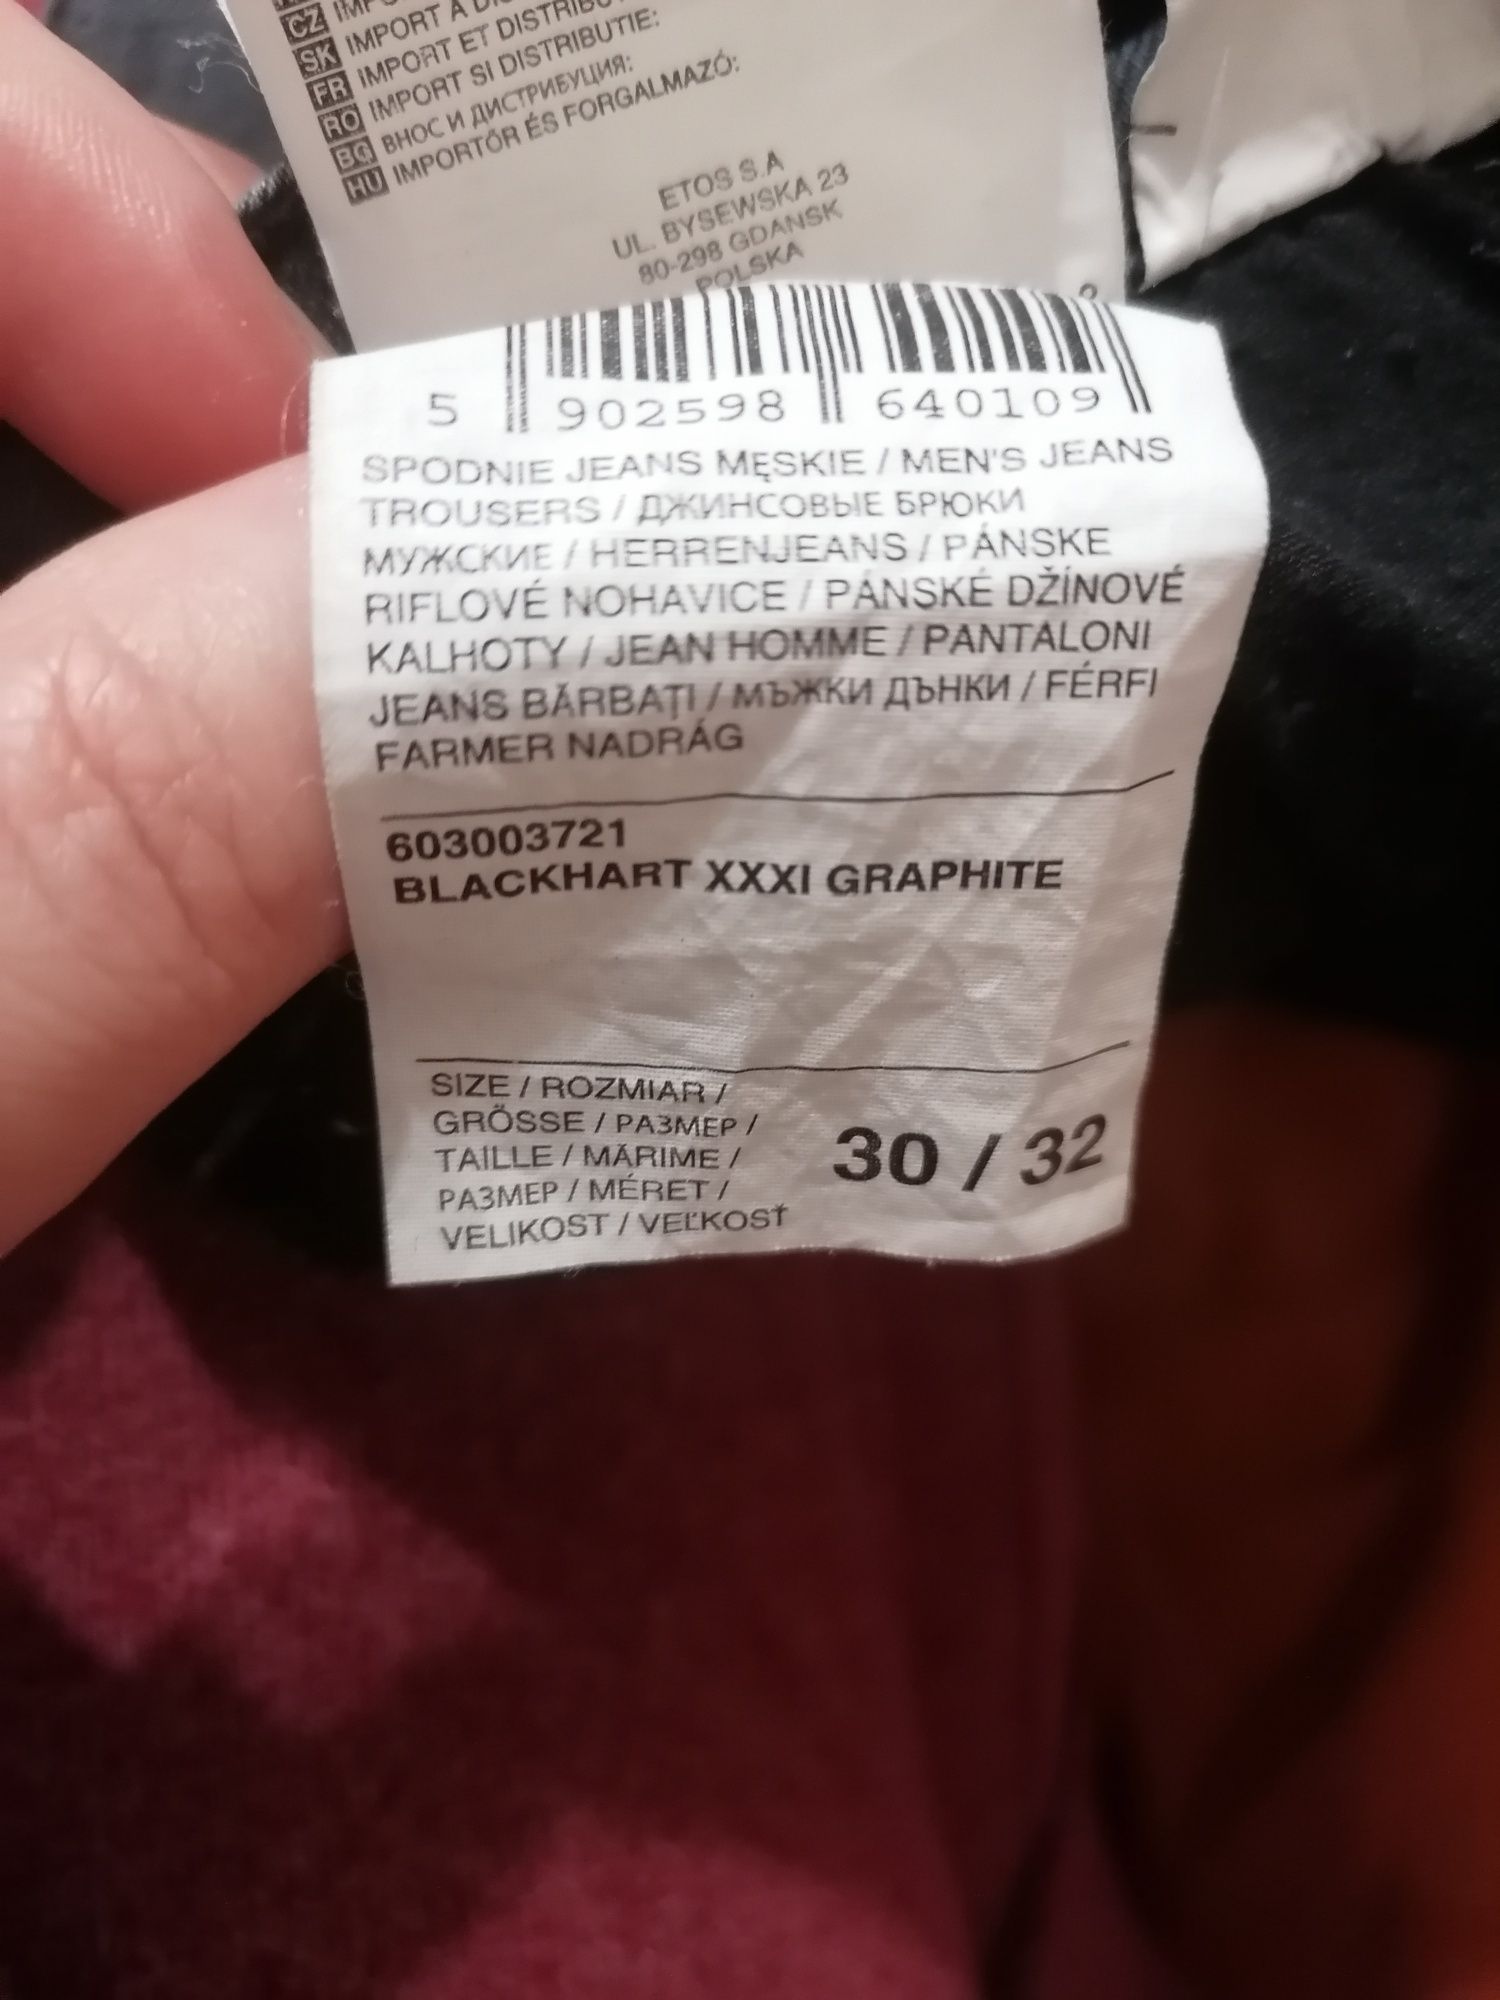 CZ
SK IMPORT A
FR IMPORT ET
RO IMPORT SI DISTRIBUTIE:
BG ВНОС И ДИСТРИБУЦИЯ:
HU IMPORTŐR ÉS FORGALMAZÓ:
ETOS S.A
UL. BYSEWSKA 23
80-298 GDANSK
POLSKA
5 902598 640109
SPODNIE JEANS MĘSKIE / MEN'S JEANS
TROUSERS / ДЖИНСОВЫЕ БРЮКИ
МУЖСКИЕ / HERRENJEANS / PÁNSKE
RIFLOVÉ NOHAVICE / PÁNSKÉ DŽÍNOVÉ
KALHOTY / JEAN HOMME / PANTALONI
JEANS BĂRBAȚI / МЪЖКИ ДЪНКИ / FÉRFI
FARMER NADRÁG
603003721
BLACKHART XXXI GRAPHITE
SIZE / ROZMIAR /
GRÖSSE / РАЗМЕР /
TAILLE / MĂRIME /
РАЗМЕР / MÉRET /
VELIKOST / VEĽKOSŤ
30 / 32